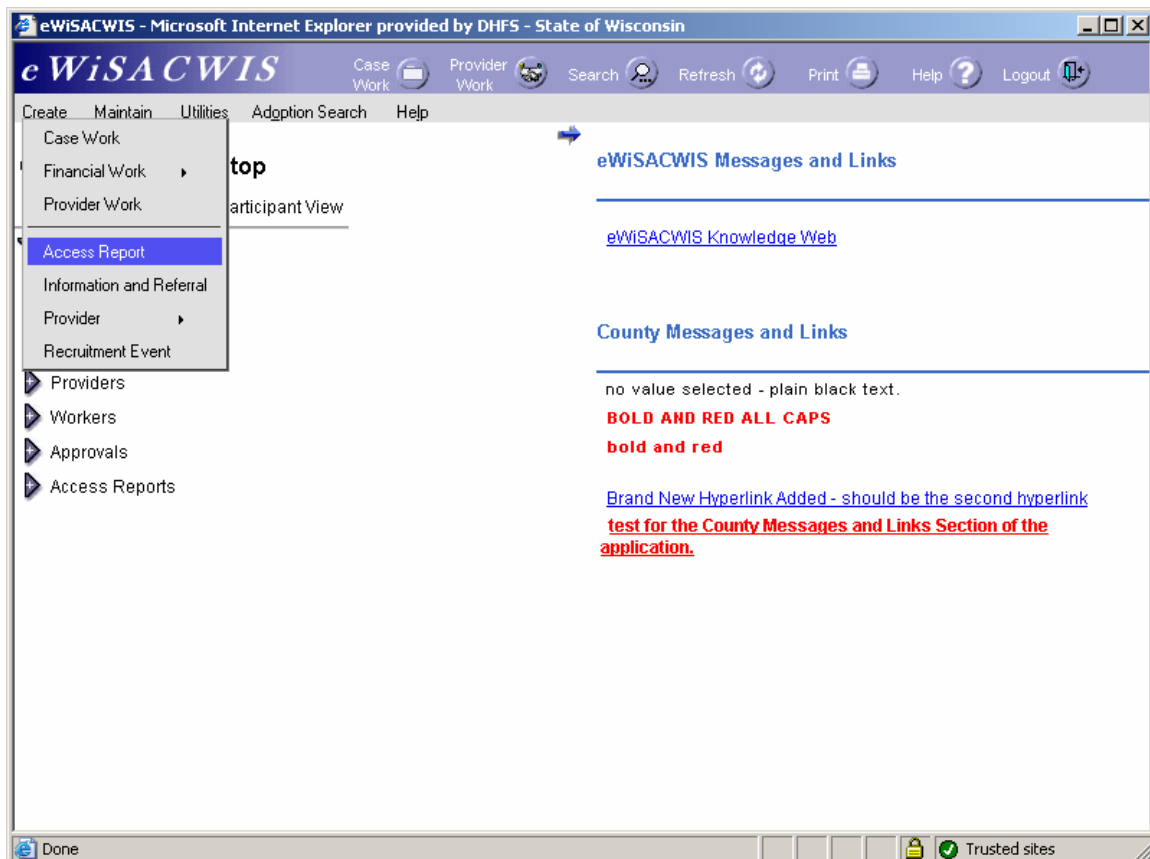 eWiSACWIS - Microsoft Internet Explorer provided by DHFS - State of Wisconsin
e WiSACWIS
Case Work
Provider Work
Search
Refresh
Print
Help
Logout
Create Maintain Utilities Adoption Search Help
Case Work
Financial Work
Provider Work
Access Report
Information and Referral
Provider
Recruitment Event
top
articipant View
Providers
Workers
Approvals
Access Reports
eWiSACWIS Messages and Links
eWiSACWIS Knowledge Web
County Messages and Links
no value selected - plain black text.
BOLD AND RED ALL CAPS
bold and red
Brand New Hyperlink Added - should be the second hyperlink
test for the County Messages and Links Section of the
application.
Done
Trusted sites